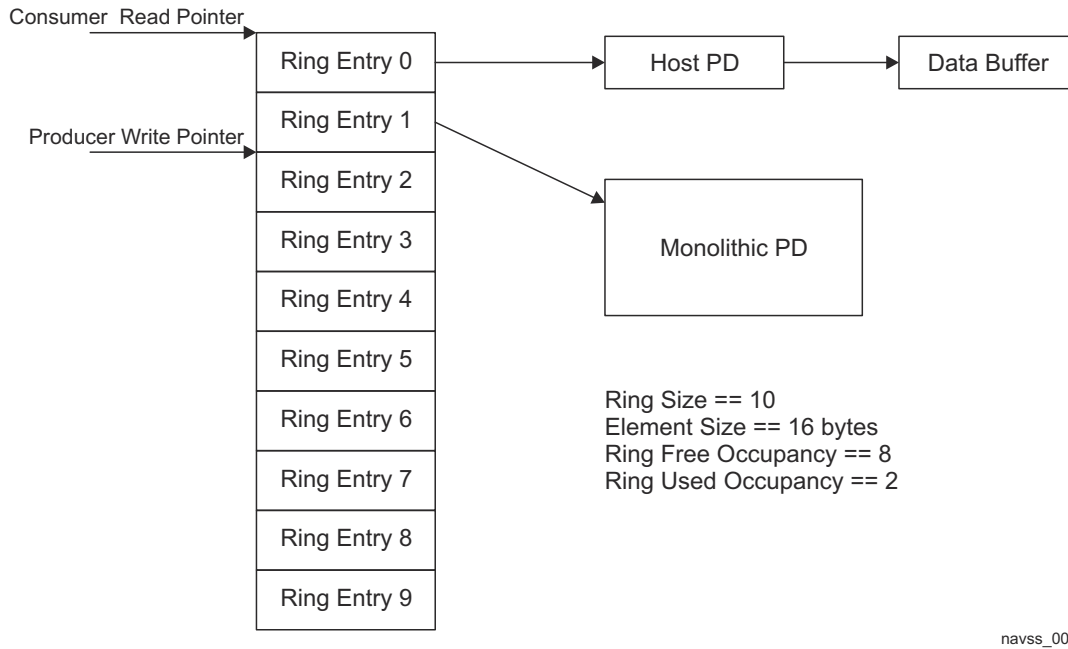 Consumer  Read Pointer
Ring Entry 0
Host PD
Data Buffer
Ring Entry 1
Producer Write Pointer
Ring Entry 2
Ring Entry 3
Monolithic PD
Ring Entry 4
Ring Entry 5
Ring Entry 6
Ring Entry 7
Ring Entry 8
Ring Entry 9
Ring Size == 10
Element Size == 16 bytes
Ring Free Occupancy == 8
Ring Used Occupancy == 2
navss_00